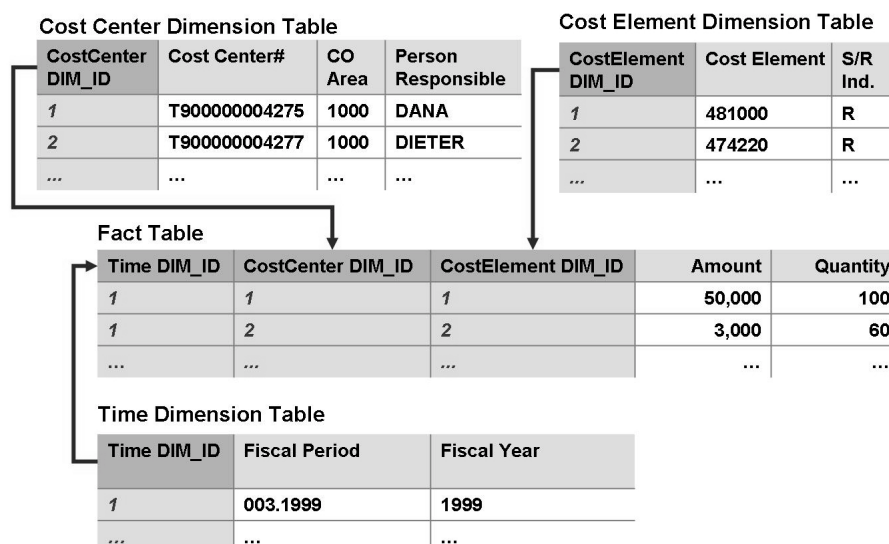 Cost Center Dimension Table
CostCenter DIM_ID Cost Center# CO Area Person Responsible
1 T900000004275 1000 DANA
2 T900000004277 1000 DIETER
... ... ... ...
Cost Element Dimension Table
CostElement DIM_ID Cost Element S/R Ind.
1 481000 R
2 474220 R
... ... ...
Fact Table
Time DIM_ID CostCenter DIM_ID CostElement DIM_ID Amount Quantity
1 1 1 50,000 100
1 2 2 3,000 60
... ... ... ... ...
Time Dimension Table
Time DIM_ID Fiscal Period Fiscal Year
1 003.1999 1999
... ... ...